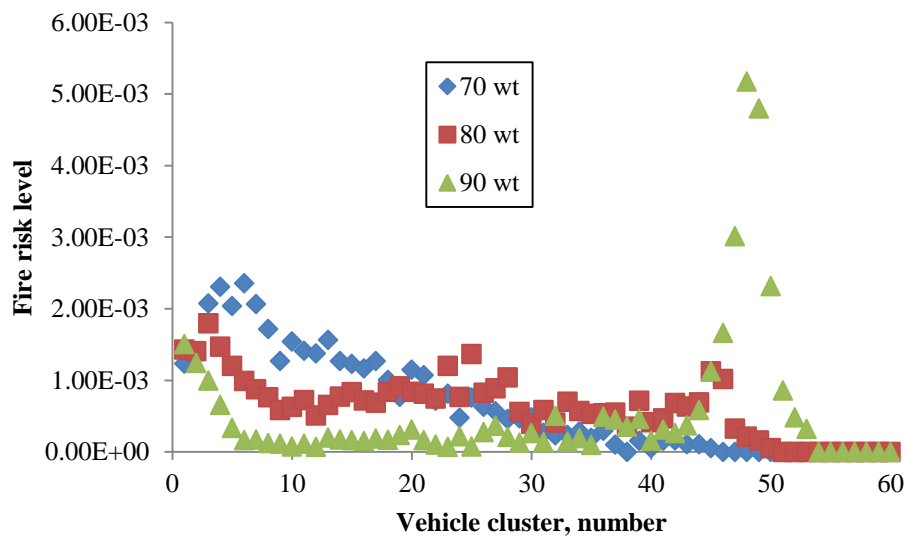 6.00E-03
5.00E-03
4.00E-03
3.00E-03
2.00E-03
1.00E-03
0.00E+00
Fire risk level
70 wt
80 wt
90 wt
0 10 20 30 40 50 60
Vehicle cluster, number